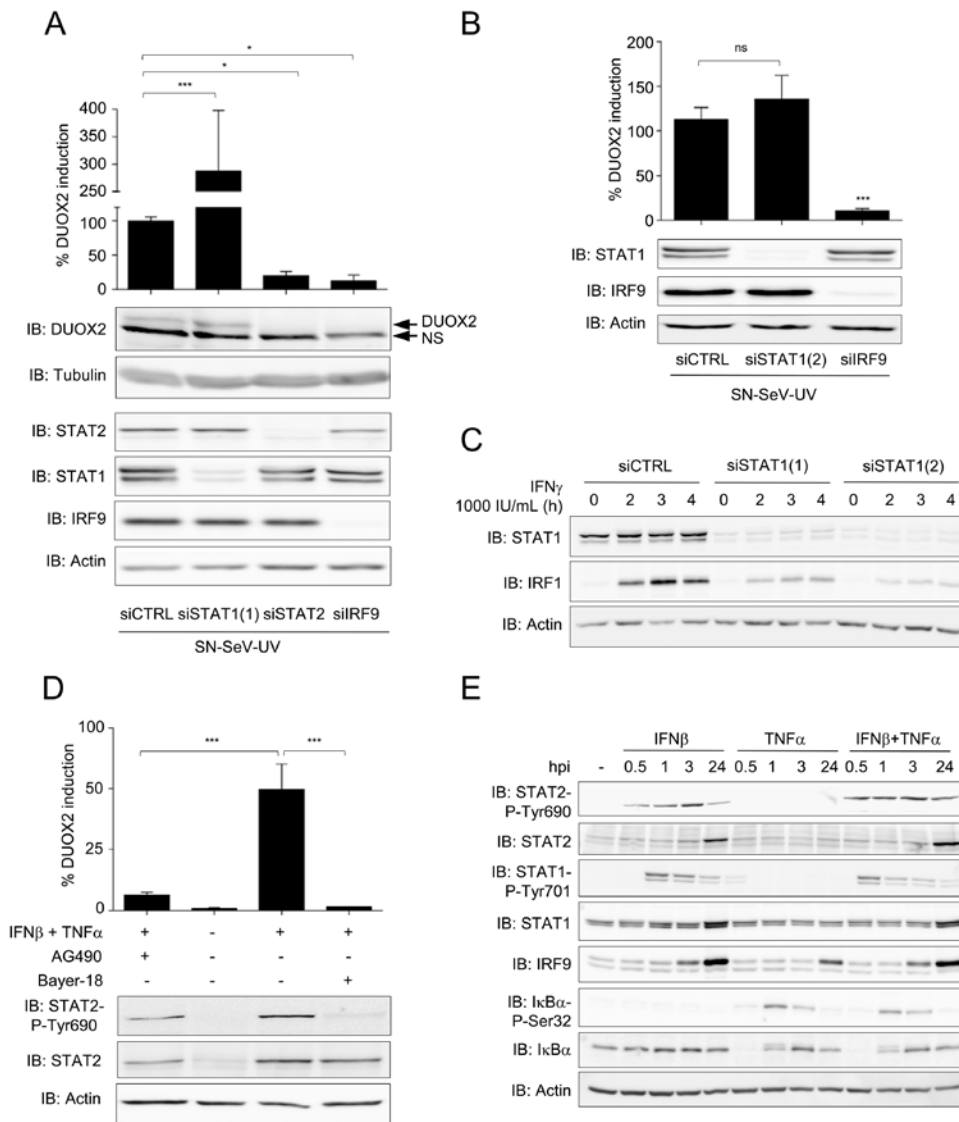 A
* 
*
***
% DUOX2 induction
400
350
300
250
200
100
50
0
IB: DUOX2
DUOX2
NS
IB: Tubulin
IB: STAT2
IB: STAT1
IB: IRF9
IB: Actin
siCTRL siSTAT1(1) siSTAT2 siIRF9
SN-SeV-UV
B
ns
% DUOX2 induction
200
150
100
50
0
***
IB: STAT1
IB: IRF9
IB: Actin
siCTRL siSTAT1(2) siIRF9
SN-SeV-UV
C
siCTRL siSTAT1(1) siSTAT1(2)
IFNγ
1000 IU/mL (h) 0 2 3 4 0 2 3 4 0 2 3 4
IB: STAT1
IB: IRF1
IB: Actin
D
*** ***
% DUOX2 induction
100
50
25
0
IFNβ + TNFα + - + +
AG490 + - - -
Bayer-18 - - - +
IB: STAT2-
P-Tyr690
IB: STAT2
IB: Actin
E
IFNβ TNFα IFNβ+TNFα
hpi - 0.5 1 3 24 0.5 1 3 24 0.5 1 3 24
IB: STAT2-
P-Tyr690
IB: STAT2
IB: STAT1-
P-Tyr701
IB: STAT1
IB: IRF9
IB: IκBα-
P-Ser32
IB: IκBα
IB: Actin